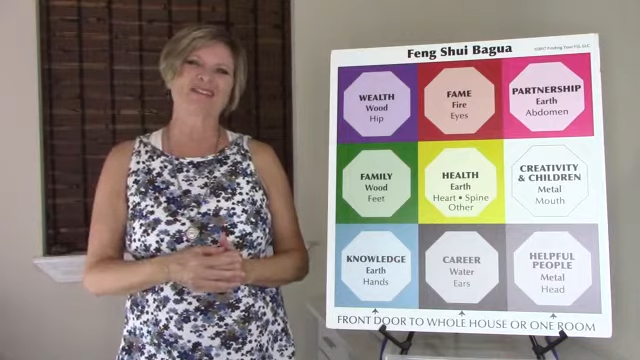 Feng Shui Bagua
WEALTH
Wood
Hip
FAME
Fire
Eyes
PARTNERSHIP
Earth
Abdomen
FAMILY
Wood
Feet
HEALTH
Earth
Heart • Spine
Other
CREATIVITY
& CHILDREN
Metal
Mouth
KNOWLEDGE
Earth
Hands
CAREER
Water
Ears
HELPFUL
PEOPLE
Metal
Head
FRONT DOOR TO WHOLE HOUSE OR ONE ROOM